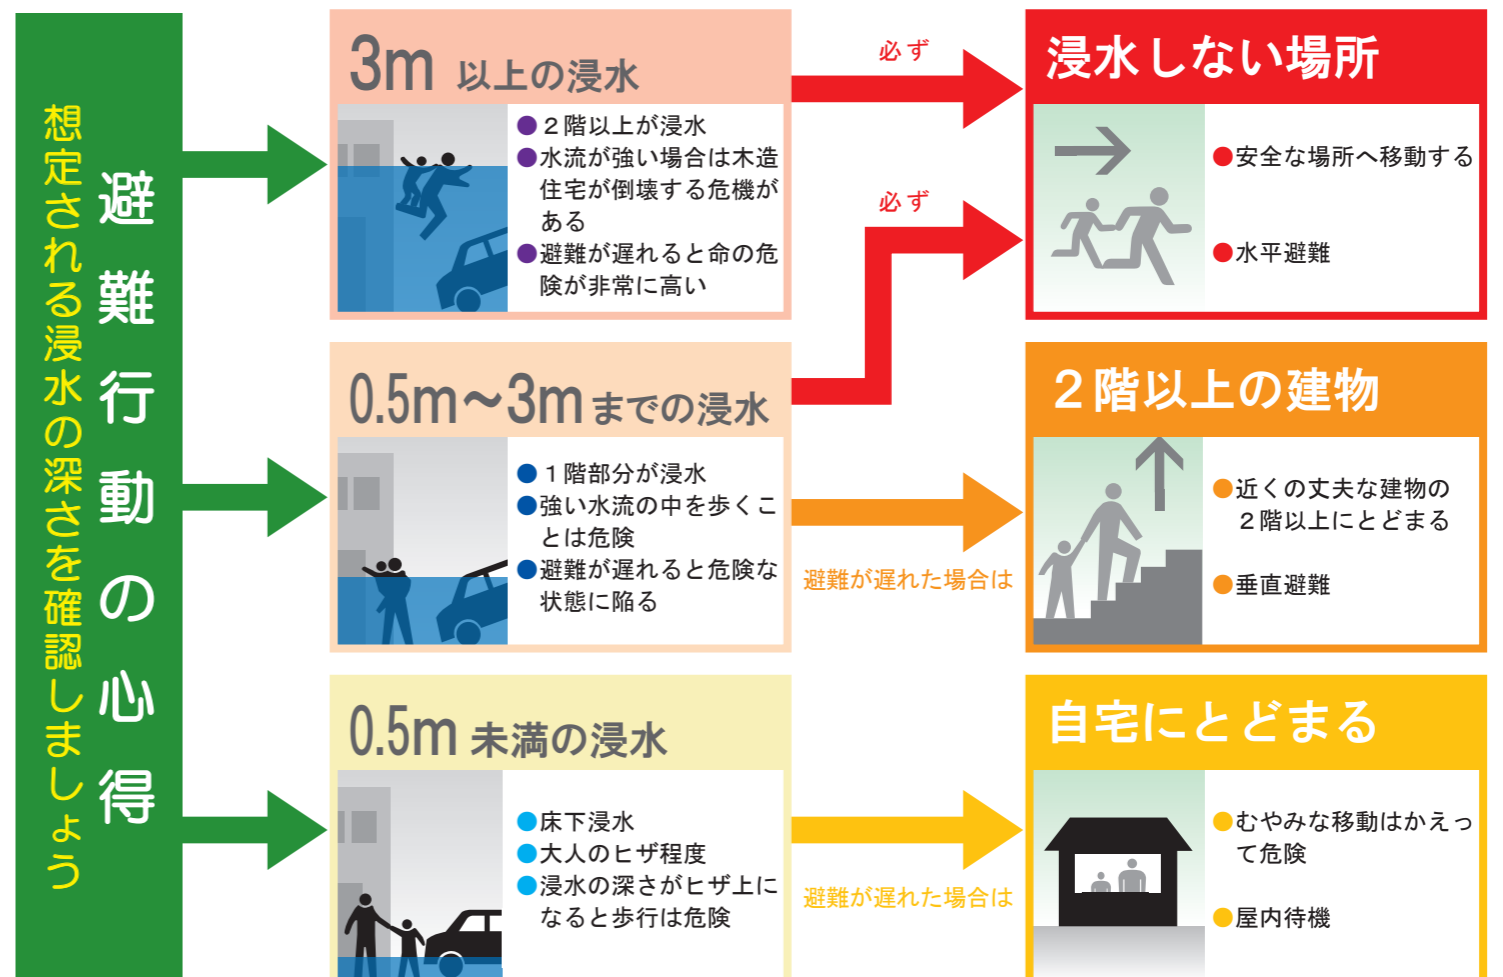 避難行動の心得
想定される浸水の深さを確認しましょう
3m 以上の浸水
●２階以上が浸水
●水流が強い場合は木造
住宅が倒壊する危機が
ある
●避難が遅れると命の危
険が非常に高い
必ず
浸水しない場所
●安全な場所へ移動する
●水平避難
必ず
0.5m～3mまでの浸水
●１階部分が浸水
●強い水流の中を歩くこ
とは危険
●避難が遅れると危険な
状態に陥る
避難が遅れた場合は
２階以上の建物
●近くの丈夫な建物の
２階以上にとどまる
●垂直避難
0.5m 未満の浸水
●床下浸水
●大人のヒザ程度
●浸水の深さがヒザ上に
なると歩行は危険
避難が遅れた場合は
自宅にとどまる
●むやみな移動はかえっ
て危険
●屋内待機